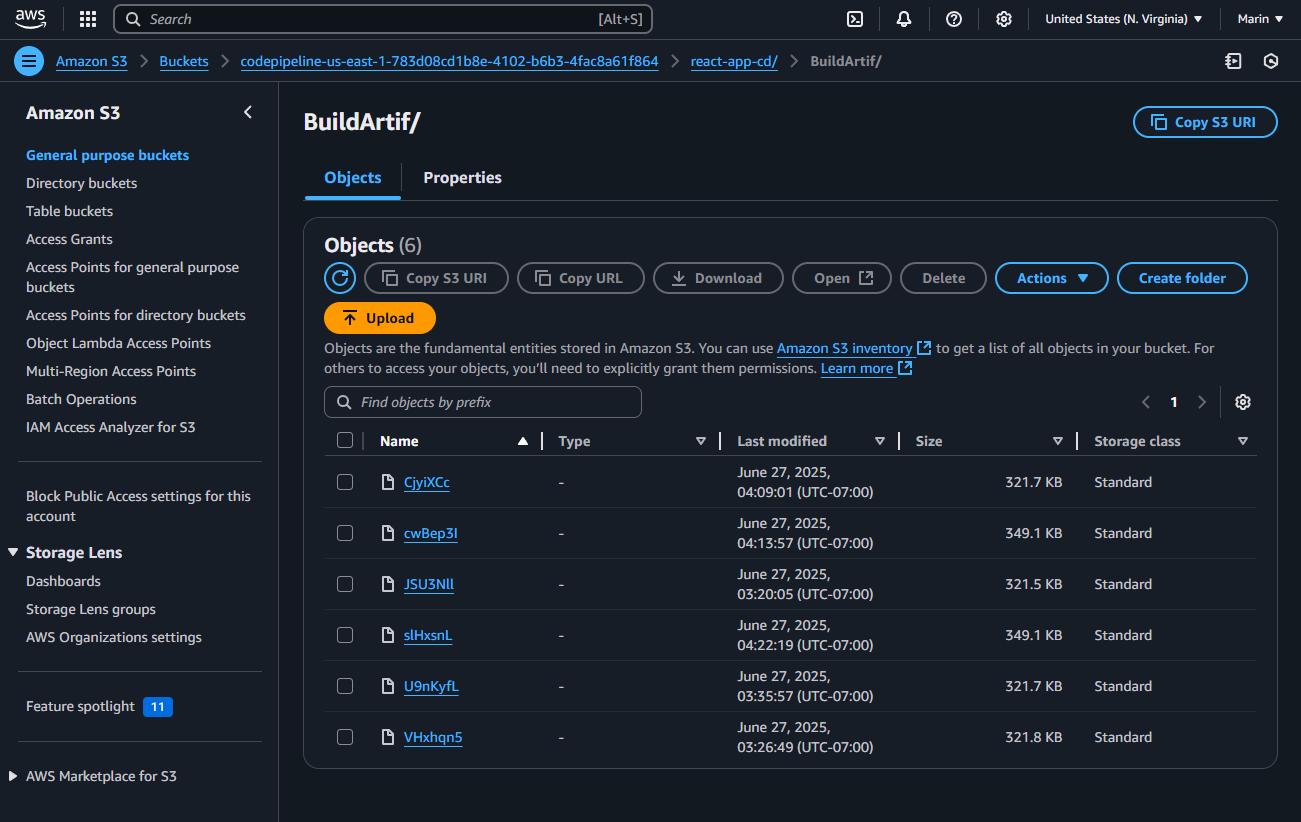 aws
Search [Alt+S]
United States (N. Virginia) Marin
Amazon S3 Buckets codepipeline-us-east-1-783d08cd1b8e-4102-b6b3-4fac8a61f864 react-app-cd/ BuildArtif/
Amazon S3
General purpose buckets
Directory buckets
Table buckets
Access Grants
Access Points for general purpose
buckets
Access Points for directory buckets
Object Lambda Access Points
Multi-Region Access Points
Batch Operations
IAM Access Analyzer for S3
Block Public Access settings for this
account
Storage Lens
Dashboards
Storage Lens groups
AWS Organizations settings
Feature spotlight 11
AWS Marketplace for S3
BuildArtif/
Copy S3 URI
Objects Properties
Objects (6)
Copy S3 URI Copy URL Download Open Delete Actions Create folder
Upload
Objects are the fundamental entities stored in Amazon S3. You can use Amazon S3 inventory to get a list of all objects in your bucket. For
others to access your objects, you’ll need to explicitly grant them permissions. Learn more
Find objects by prefix
1
Name Type Last modified Size Storage class
CjyiXCc - June 27, 2025, 321.7 KB Standard
04:09:01 (UTC-07:00)
cwBep3I - June 27, 2025, 349.1 KB Standard
04:13:57 (UTC-07:00)
JSU3Nll - June 27, 2025, 321.5 KB Standard
03:20:05 (UTC-07:00)
slHxsnL - June 27, 2025, 349.1 KB Standard
04:22:19 (UTC-07:00)
U9nKyfL - June 27, 2025, 321.7 KB Standard
03:35:57 (UTC-07:00)
VHxhqn5 - June 27, 2025, 321.8 KB Standard
03:26:49 (UTC-07:00)